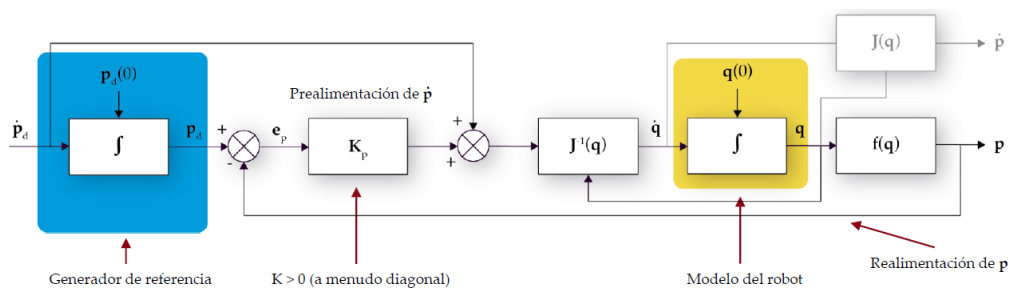 J(q)
ṗ
p_d(0)
q(0)
Prealimentación de ṗ
ṗ_d
∫
p_d
+
-
e_p
K_p
+
+
J⁻¹(q)
q̇
∫
q
f(q)
p
Generador de referencia
K > 0 (a menudo diagonal)
Modelo del robot
Realimentación de p